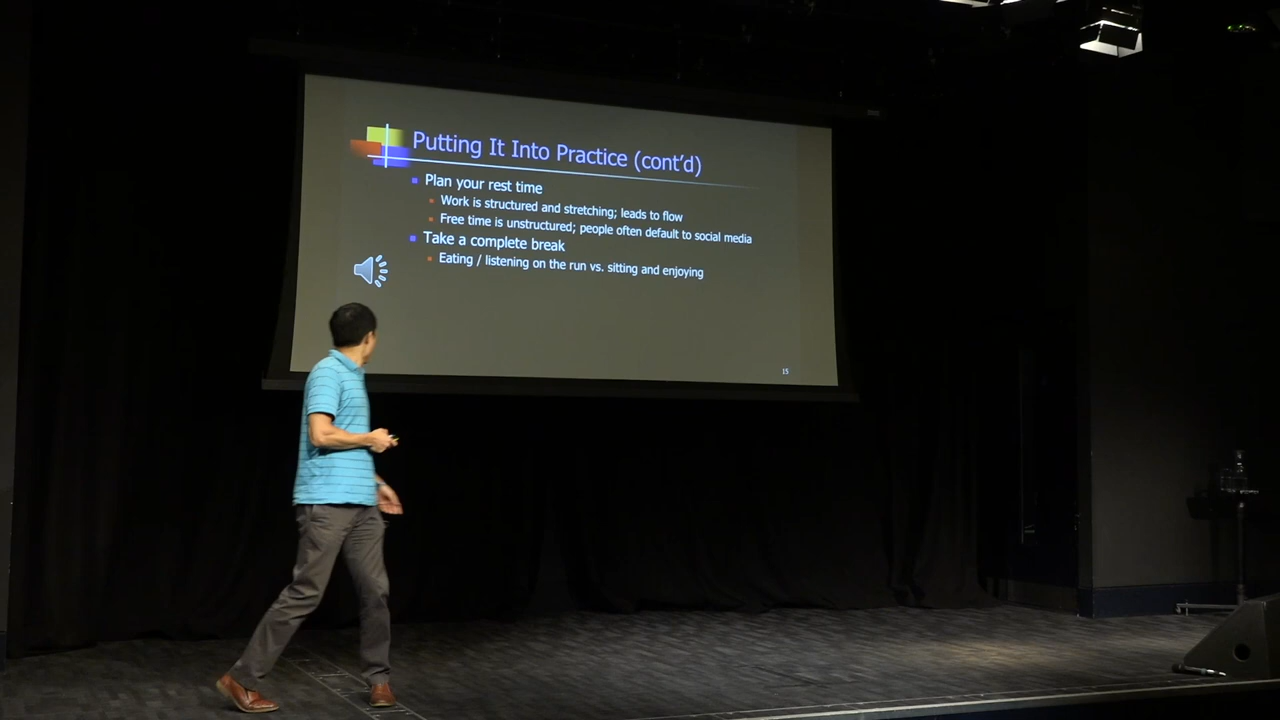 Putting It Into Practice (cont'd)
Plan your rest time
Work is structured and stretching; leads to flow
Free time is unstructured; people often default to social media
Take a complete break
Eating / listening on the run vs. sitting and enjoying
15